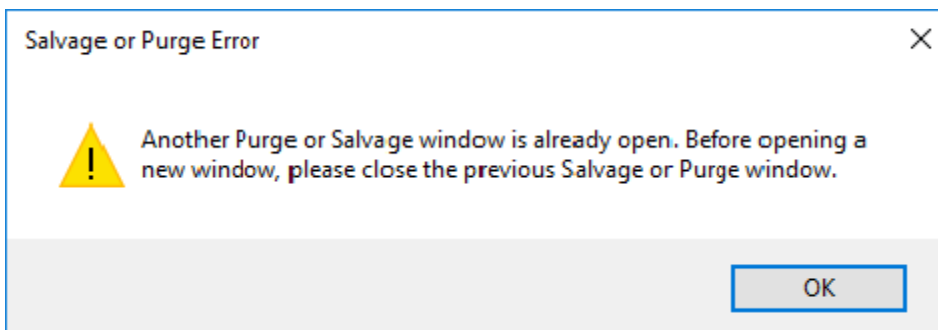 Salvage or Purge Error
Another Purge or Salvage window is already open. Before opening a
new window, please close the previous Salvage or Purge window.
OK